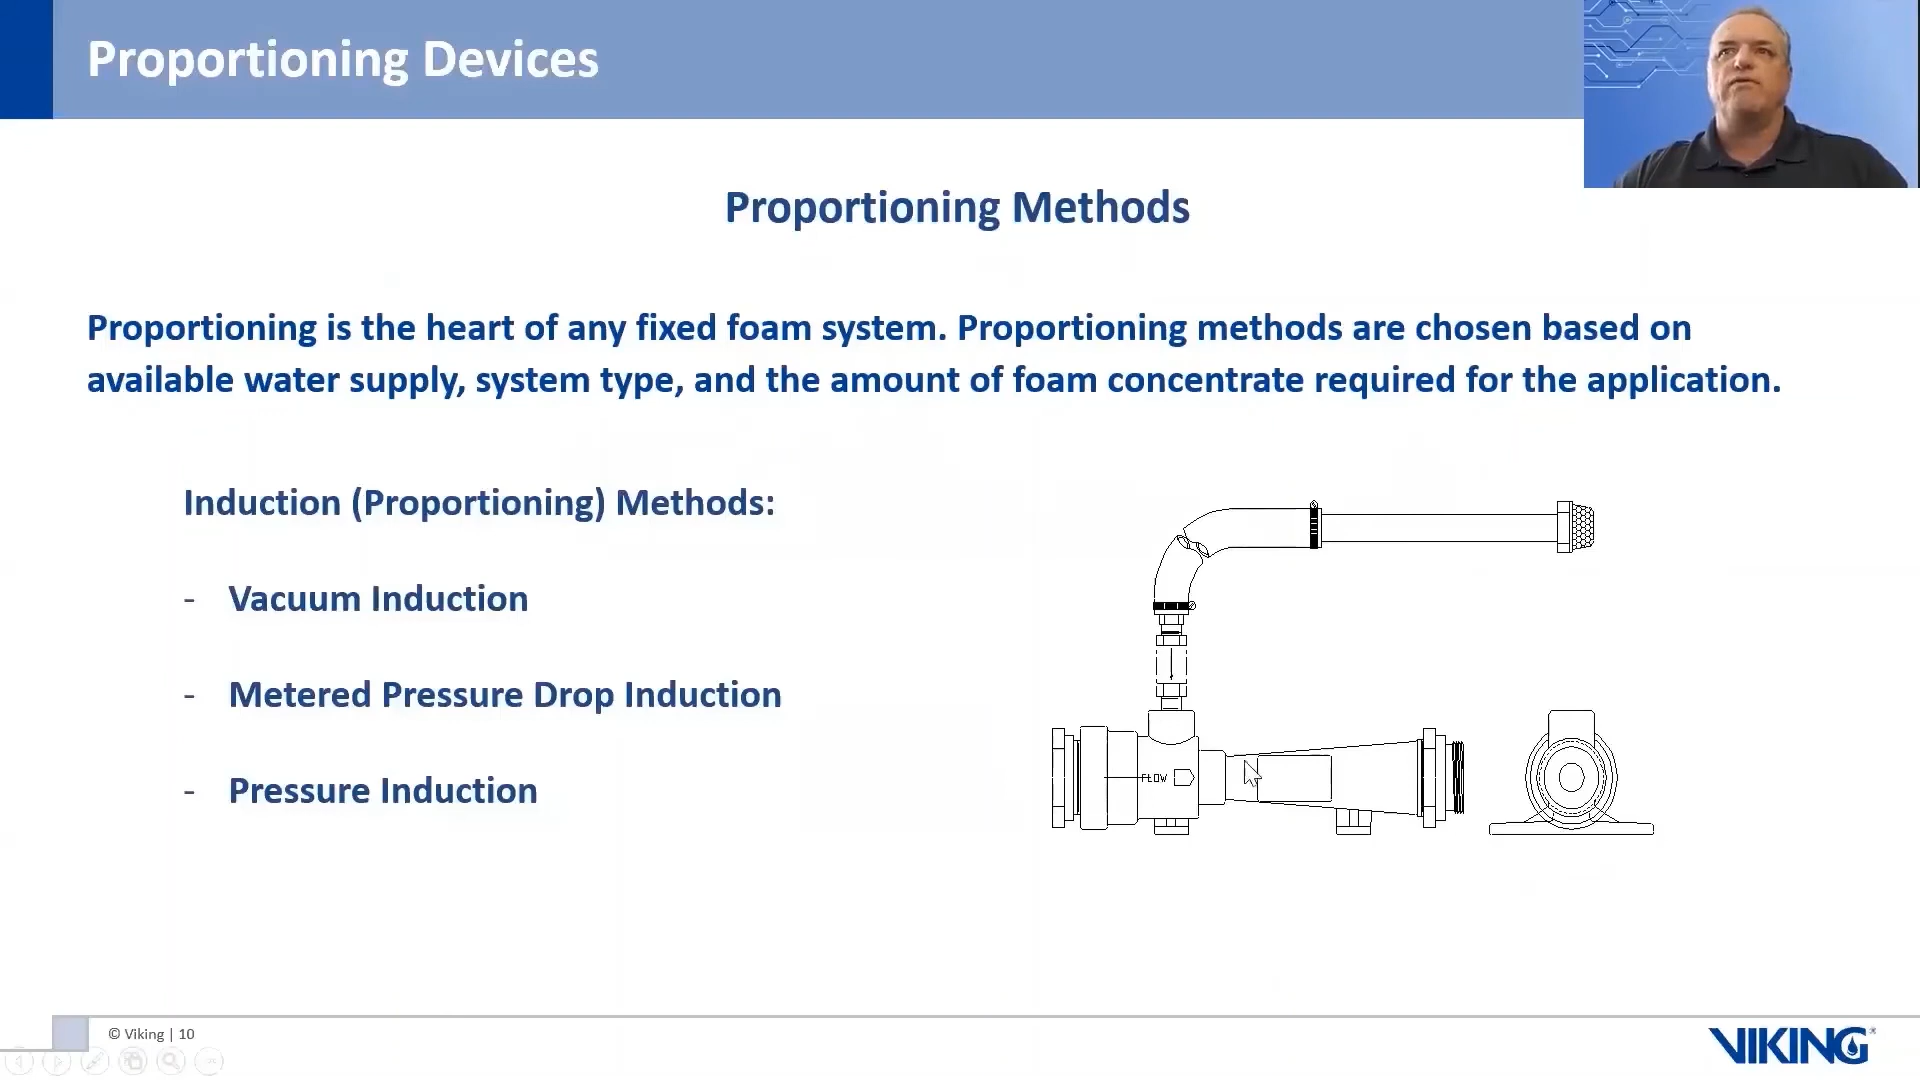 Proportioning Devices
Proportioning Methods
Proportioning is the heart of any fixed foam system. Proportioning methods are chosen based on
available water supply, system type, and the amount of foam concentrate required for the application.
Induction (Proportioning) Methods:
- Vacuum Induction
- Metered Pressure Drop Induction
- Pressure Induction
FLOW
© Viking | 10
VIKING®